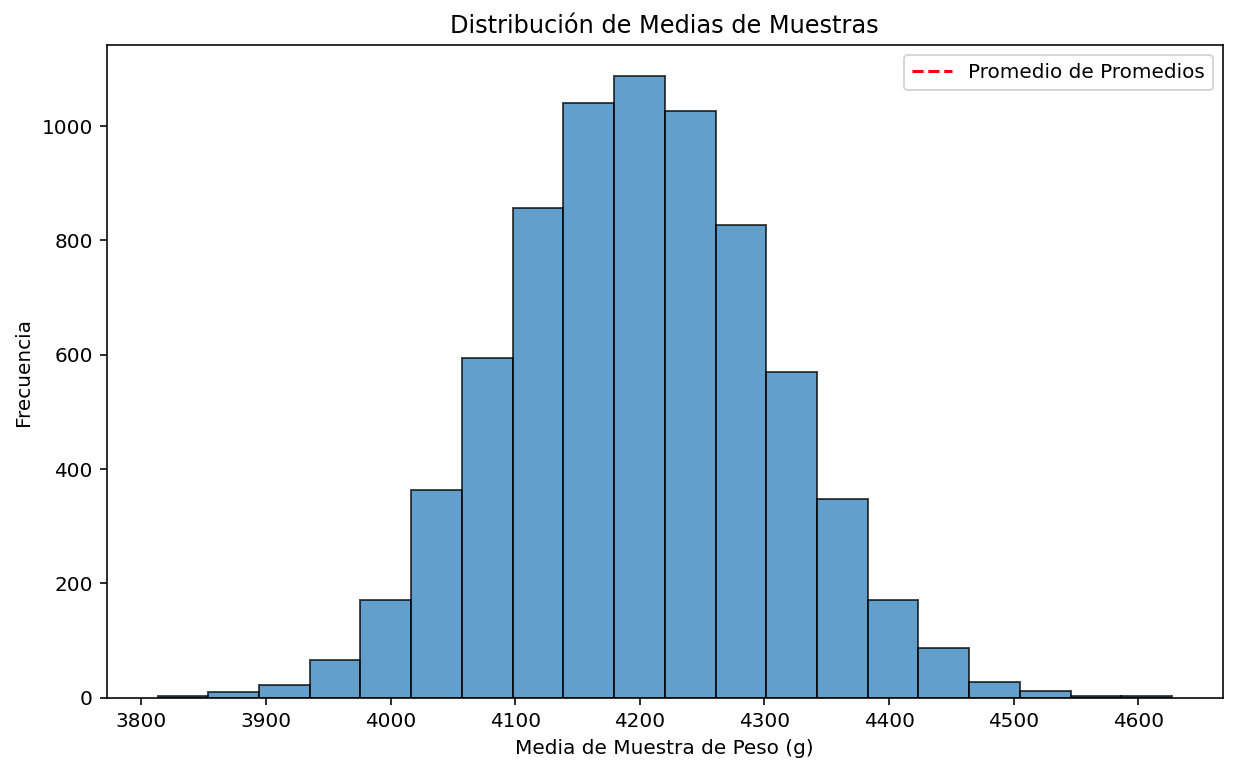 Distribución de Medias de Muestras
Promedio de Promedios
Frecuencia
1000
800
600
400
200
0
3800 3900 4000 4100 4200 4300 4400 4500 4600
Media de Muestra de Peso (g)